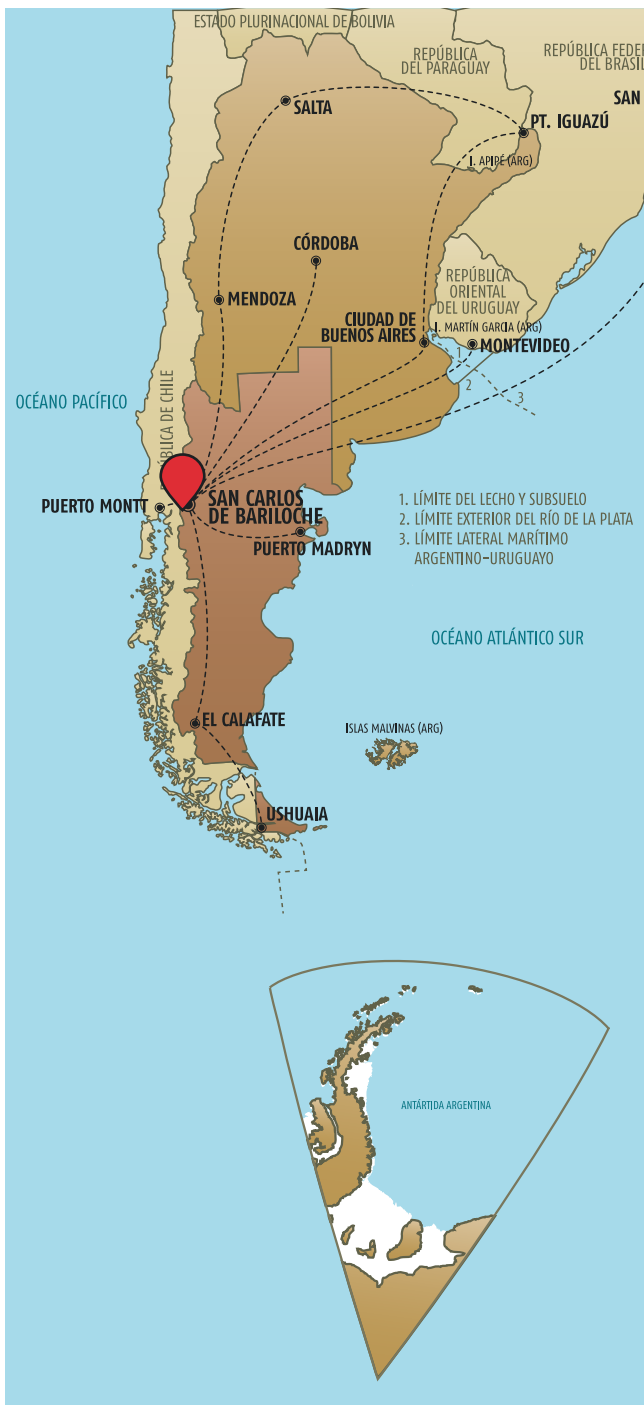 ESTADO PLURINACIONAL DE BOLIVIA
REPÚBLICA
DEL PARAGUAY
REPÚBLICA FEDER
DEL BRASIL
SAN
SALTA
PT. IGUAZÚ
I. APIPÉ (ARG)
CÓRDOBA
MENDOZA
REPÚBLICA
ORIENTAL
DEL URUGUAY
CIUDAD DE
BUENOS AIRES
I. MARTÍN GARCIA (ARG)
MONTEVIDEO
1
2
3
OCÉANO PACÍFICO
PÚBLICA DE CHILE
PUERTO MONTT
SAN CARLOS
DE BARILOCHE
PUERTO MADRYN
1. LÍMITE DEL LECHO Y SUBSUELO
2. LÍMITE EXTERIOR DEL RÍO DE LA PLATA
3. LÍMITE LATERAL MARÍTIMO
ARGENTINO-URUGUAYO
OCÉANO ATLÁNTICO SUR
EL CALAFATE
ISLAS MALVINAS (ARG)
USHUAIA
ANTÁRTIDA ARGENTINA